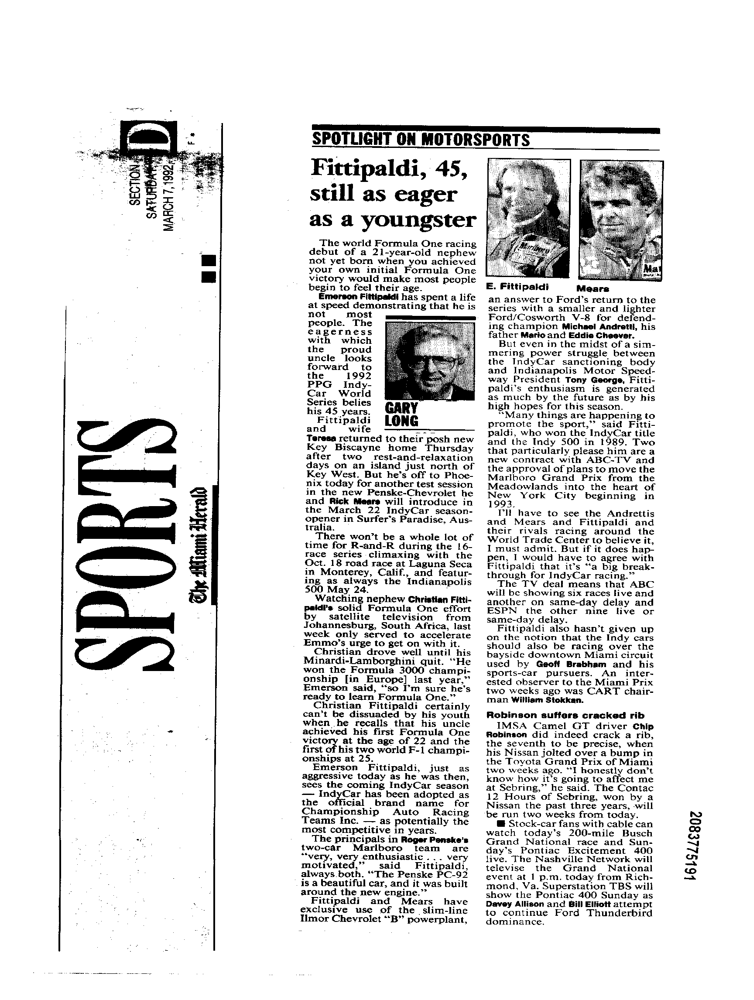 SECTION D
SATURDAY,
MARCH 7, 1992
SPORTS
The Miami Herald
SPOTLIGHT ON MOTORSPORTS
Fittipaldi, 45,
still as eager
as a youngster
The world Formula One racing
debut of a 21-year-old nephew
not yet born when you achieved
your own initial Formula One
victory would make most people
begin to feel their age.
Emerson Fittipaldi has spent a life
at speed demonstrating that he is
not most
people. The
eagerness
with which
the proud
uncle looks
forward to
the 1992
PPG Indy-
Car World
Series belies
his 45 years.
Fittipaldi
and wife
GARY
LONG
Teresa returned to their posh new
Key Biscayne home Thursday
after two rest-and-relaxation
days on an island just north of
Key West. But he's off to Phoe-
nix today for another test session
in the new Penske-Chevrolet he
and Rick Mears will introduce in
the March 22 IndyCar season-
opener in Surfer's Paradise, Aus-
tralia.
There won't be a whole lot of
time for R-and-R during the 16-
race series climaxing with the
Oct. 18 road race at Laguna Seca
in Monterey, Calif., and featur-
ing as always the Indianapolis
500 May 24.
Watching nephew Christian Fitti-
paldi's solid Formula One effort
by satellite television from
Johannesburg, South Africa, last
week only served to accelerate
Emmo's urge to get on with it.
Christian drove well until his
Minardi-Lamborghini quit. "He
won the Formula 3000 champi-
onship [in Europe] last year,"
Emerson said, "so I'm sure he's
ready to learn Formula One."
Christian Fittipaldi certainly
can't be dissuaded by his youth
when he recalls that his uncle
achieved his first Formula One
victory at the age of 22 and the
first of his two world F-1 champi-
onships at 25.
Emerson Fittipaldi, just as
aggressive today as he was then,
sees the coming IndyCar season
— IndyCar has been adopted as
the official brand name for
Championship Auto Racing
Teams Inc. — as potentially the
most competitive in years.
The principals in Roger Penske's
two-car Marlboro team are
"very, very enthusiastic . . . very
motivated," said Fittipaldi,
always both. "The Penske PC-92
is a beautiful car, and it was built
around the new engine."
Fittipaldi and Mears have
exclusive use of the slim-line
Ilmor Chevrolet "B" powerplant,
E. Fittipaldi Mears
an answer to Ford's return to the
series with a smaller and lighter
Ford/Cosworth V-8 for defend-
ing champion Michael Andretti, his
father Mario and Eddie Cheever.
But even in the midst of a sim-
mering power struggle between
the IndyCar sanctioning body
and Indianapolis Motor Speed-
way President Tony George, Fitti-
paldi's enthusiasm is generated
as much by the future as by his
high hopes for this season.
"Many things are happening to
promote the sport," said Fitti-
paldi, who won the IndyCar title
and the Indy 500 in 1989. Two
that particularly please him are a
new contract with ABC-TV and
the approval of plans to move the
Marlboro Grand Prix from the
Meadowlands into the heart of
New York City beginning in
1993.
I'll have to see the Andrettis
and Mears and Fittipaldi and
their rivals racing around the
World Trade Center to believe it,
I must admit. But if it does hap-
pen, I would have to agree with
Fittipaldi that it's "a big break-
through for IndyCar racing."
The TV deal means that ABC
will be showing six races live and
another on same-day delay and
ESPN the other nine live or
same-day delay.
Fittipaldi also hasn't given up
on the notion that the Indy cars
should also be racing over the
bayside downtown Miami circuit
used by Geoff Brabham and his
sports-car pursuers. An inter-
ested observer to the Miami Prix
two weeks ago was CART chair-
man William Stokkan.
Robinson suffers cracked rib
IMSA Camel GT driver Chip
Robinson did indeed crack a rib,
the seventh to be precise, when
his Nissan jolted over a bump in
the Toyota Grand Prix of Miami
two weeks ago. "I honestly don't
know how it's going to affect me
at Sebring," he said. The Contac
12 Hours of Sebring, won by a
Nissan the past three years, will
be run two weeks from today.
■ Stock-car fans with cable can
watch today's 200-mile Busch
Grand National race and Sun-
day's Pontiac Excitement 400
live. The Nashville Network will
televise the Grand National
event at 1 p.m. today from Rich-
mond, Va. Superstation TBS will
show the Pontiac 400 Sunday as
Davey Allison and Bill Elliott attempt
to continue Ford Thunderbird
dominance.
2083775191